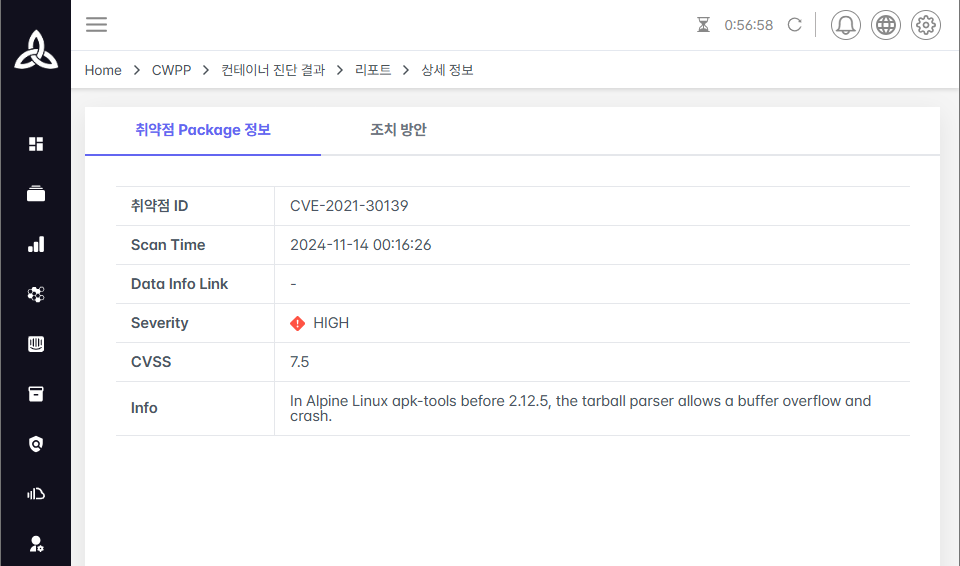 0:56:58
Home > CWPP > 컨테이너 진단 결과 > 리포트 > 상세 정보
취약점 Package 정보 조치 방안
취약점 ID CVE-2021-30139
Scan Time 2024-11-14 00:16:26
Data Info Link -
Severity HIGH
CVSS 7.5
Info In Alpine Linux apk-tools before 2.12.5, the tarball parser allows a buffer overflow and
crash.